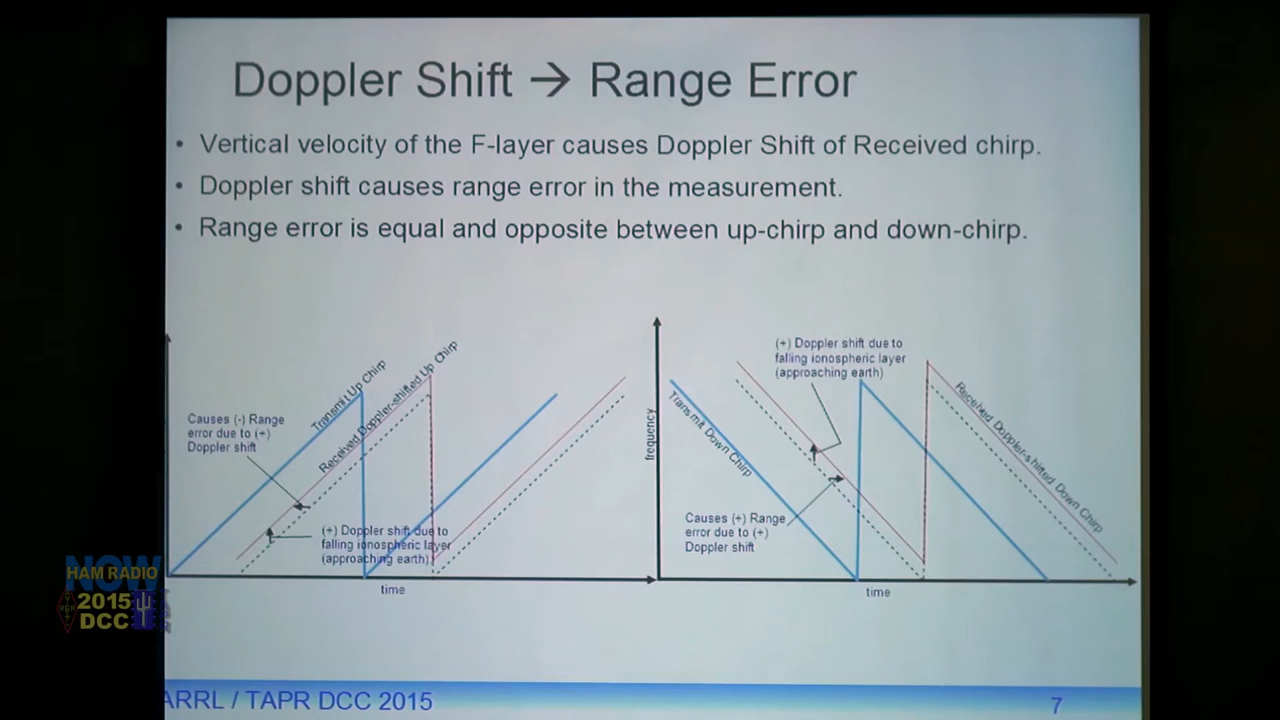 Doppler Shift → Range Error
• Vertical velocity of the F-layer causes Doppler Shift of Received chirp.
• Doppler shift causes range error in the measurement.
• Range error is equal and opposite between up-chirp and down-chirp.
Transmit Up Chirp
Received Doppler-shifted Up Chirp
Causes (-) Range
error due to (+)
Doppler shift
(+) Doppler shift due to
falling ionospheric layer
(approaching earth)
time
(+) Doppler shift due to
falling ionospheric layer
(approaching earth)
frequency
Transmit Down Chirp
Received Doppler-shifted Down Chirp
Causes (+) Range
error due to (+)
Doppler shift
time
NOW
HAM RADIO
2015
DCC
ARRL / TAPR DCC 2015
7